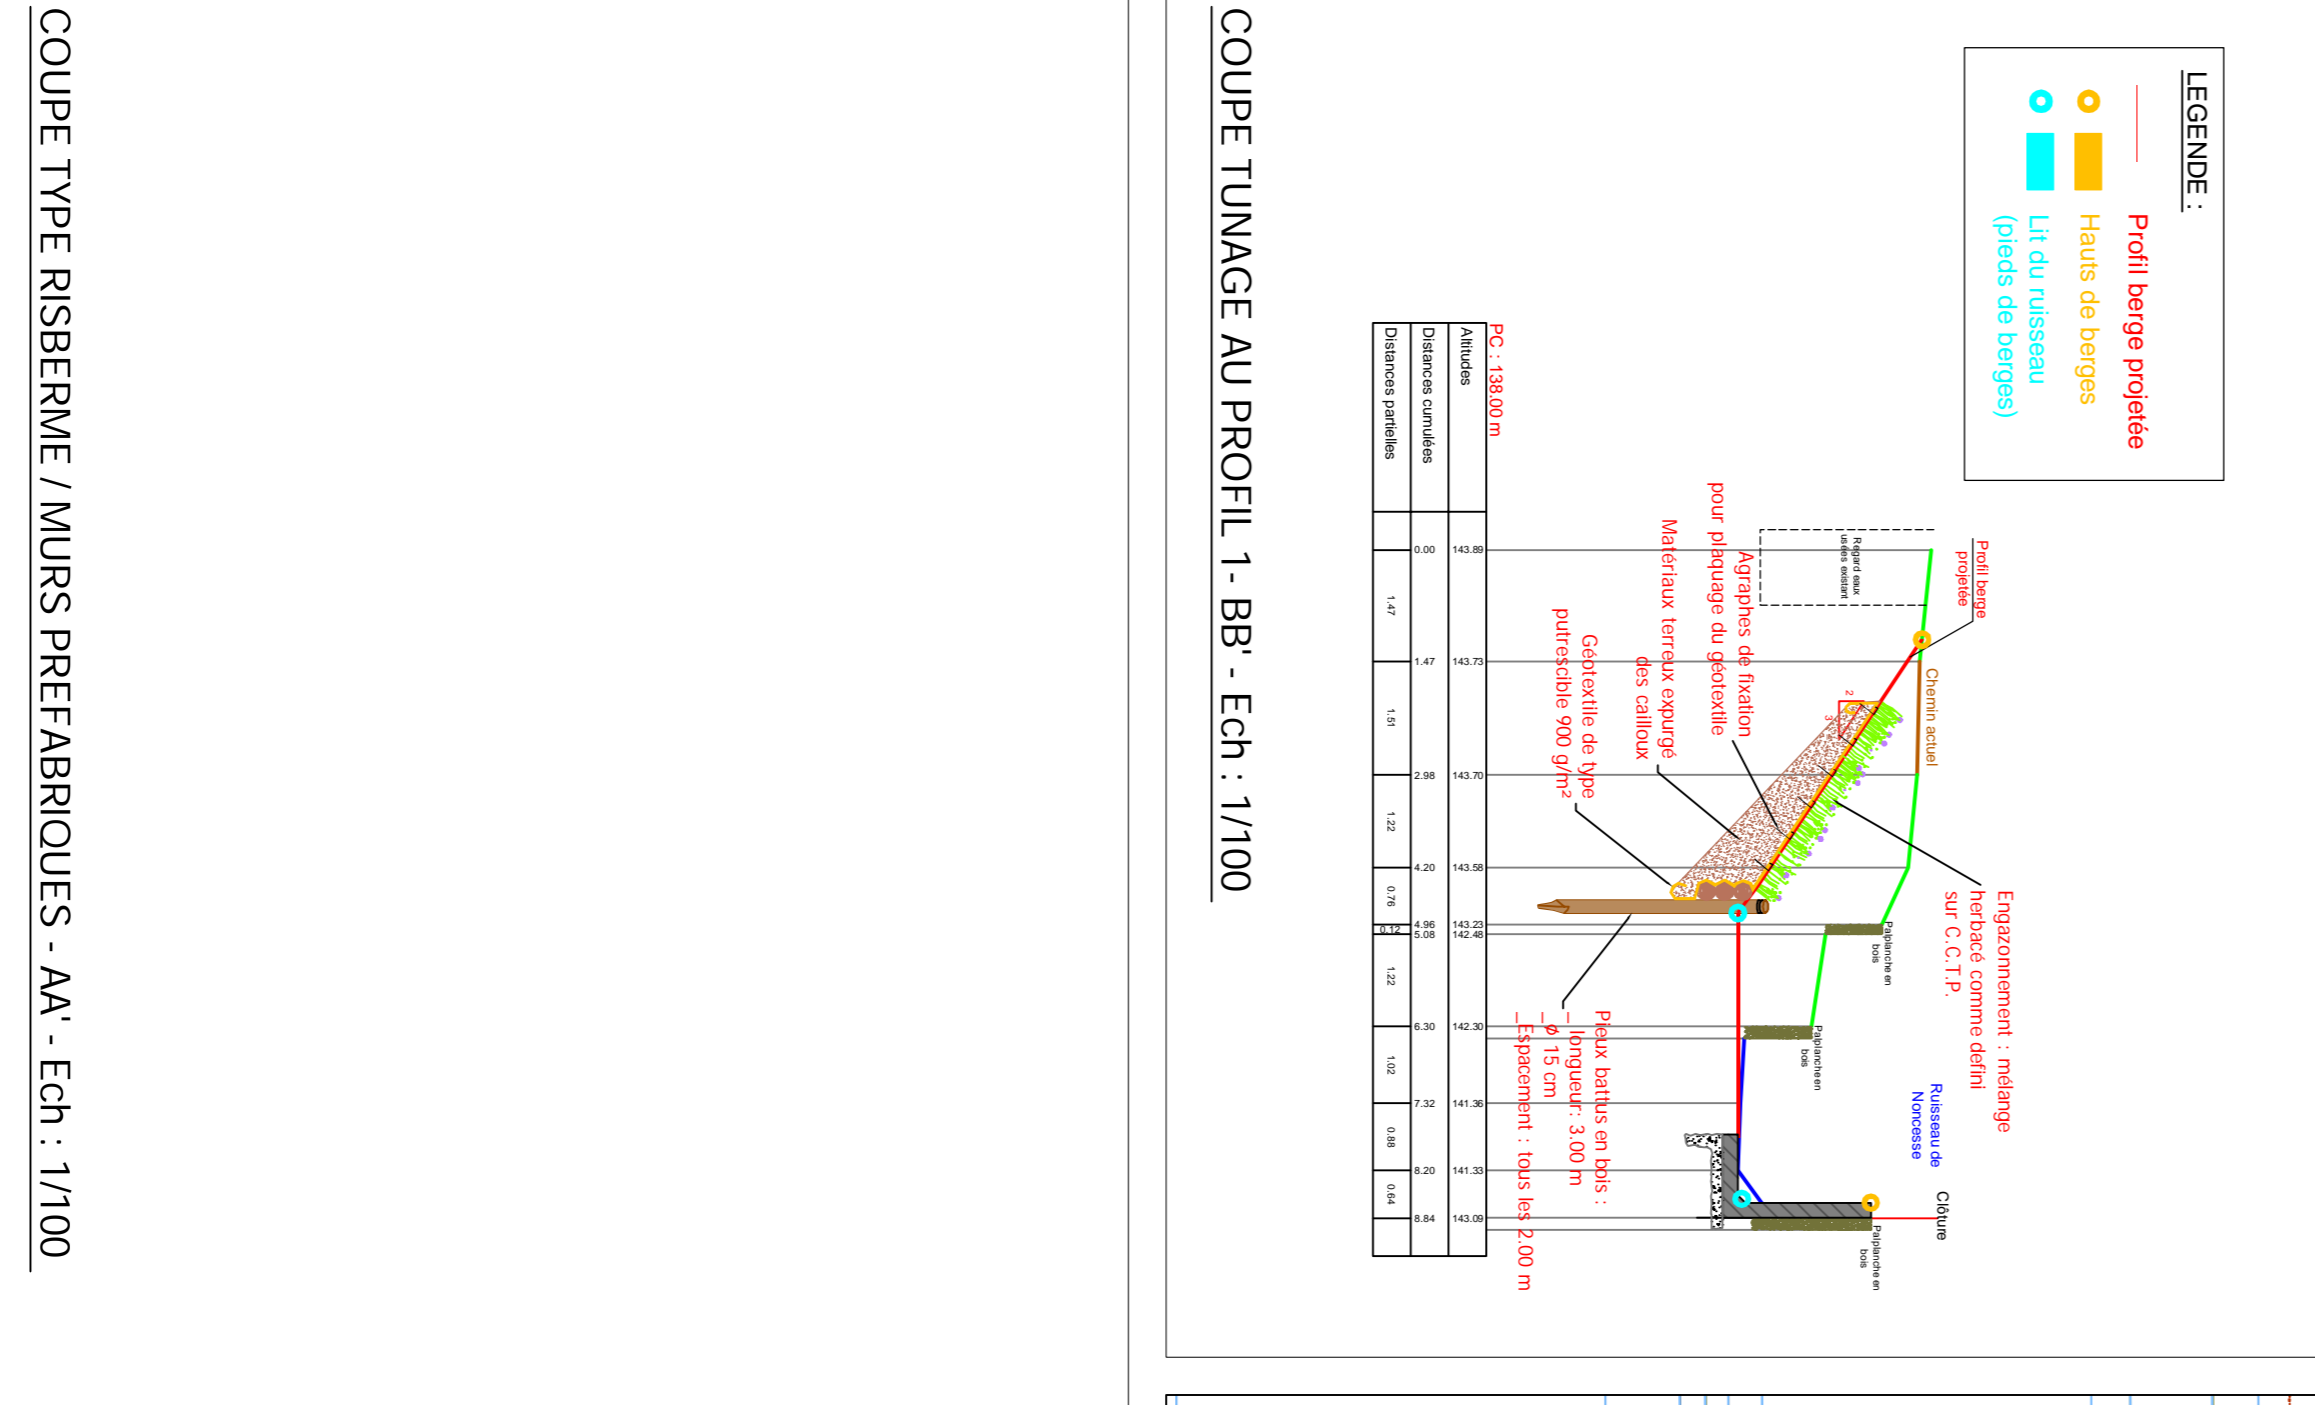 LEGENDE :
Profil berge projetée
Hauts de berges
Lit du ruisseau
(pieds de berges)
Profil berge
projetée
Regard eaux
usées existant
Chemin actuel
2
3
Agraphes de fixation
pour plaquage du géotextile
Matériaux terreux expurgé
des cailloux
Géotextile de type
putrescible 900 g/m²
Engazonnement : mélange
herbacé comme defini
sur C.C.T.P.
Palplanche en
bois
Palplanche en
bois
Ruisseau de
Noncesse
Clôture
Palplanche en
bois
Pieux battus en bois :
_ longueur: 3.00 m
_ Ø 15 cm
_Espacement : tous les 2.00 m
PC : 138.00 m
Altitudes 143.89 143.73 143.70 143.58 143.23 142.48 142.30 141.36 141.33 143.09
Distances cumulées 0.00 1.47 2.98 4.20 4.96 5.08 6.30 7.32 8.20 8.84
Distances partielles 1.47 1.51 1.22 0.76 0.12 1.22 1.02 0.88 0.64
COUPE TUNAGE AU PROFIL 1- BB' - Ech : 1/100
COUPE TYPE RISBERME / MURS PREFABRIQUES - AA' - Ech : 1/100